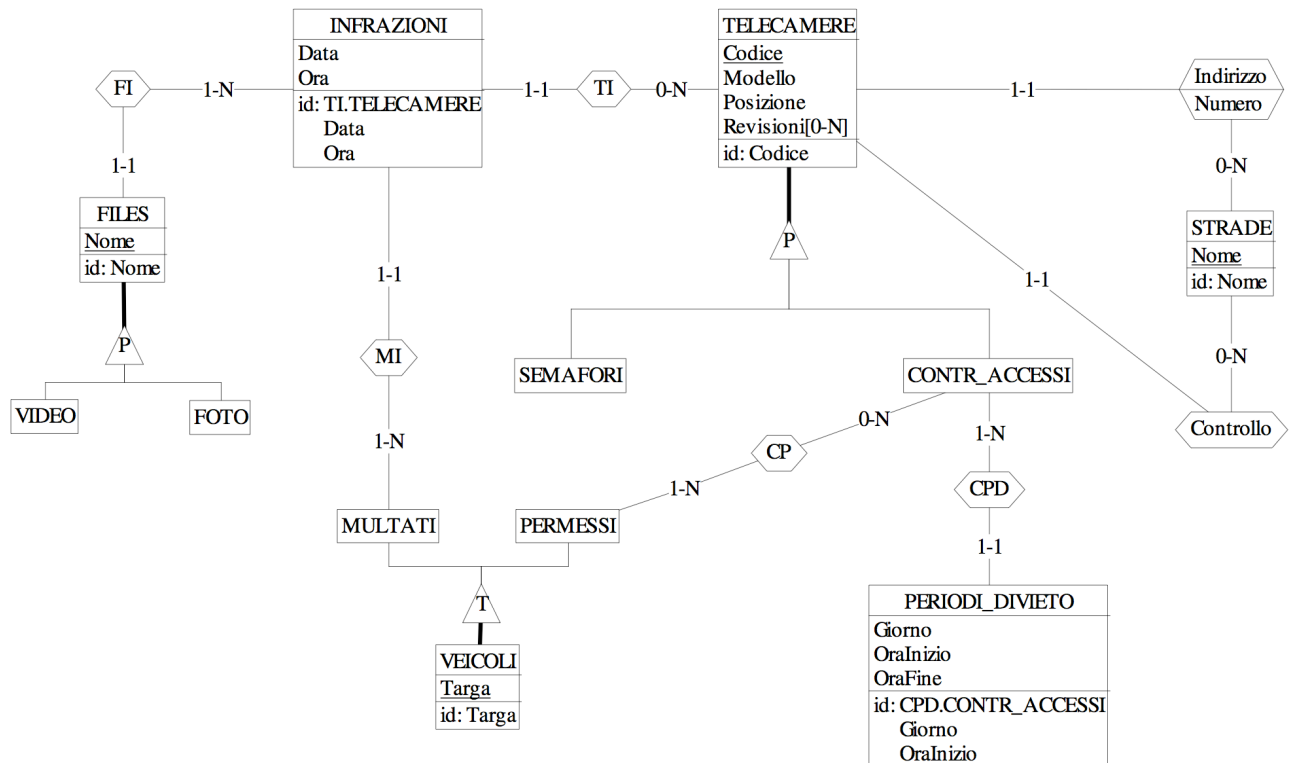 INFRAZIONI
Data
Ora
id: TI.TELECAMERE
Data
Ora
TELECAMERE
Codice
Modello
Posizione
Revisioni[0-N]
id: Codice
FI
1-N
1-1
TI
0-N
1-1
Indirizzo
Numero
1-1
FILES
Nome
id: Nome
0-N
STRADE
Nome
id: Nome
P
1-1
1-1
P
MI
0-N
VIDEO
FOTO
SEMAFORI
CONTR_ACCESSI
Controllo
1-N
0-N
CP
1-N
1-N
CPD
MULTATI
PERMESSI
1-1
T
VEICOLI
Targa
id: Targa
PERIODI_DIVIETO
Giorno
OraInizio
OraFine
id: CPD.CONTR_ACCESSI
Giorno
OraInizio